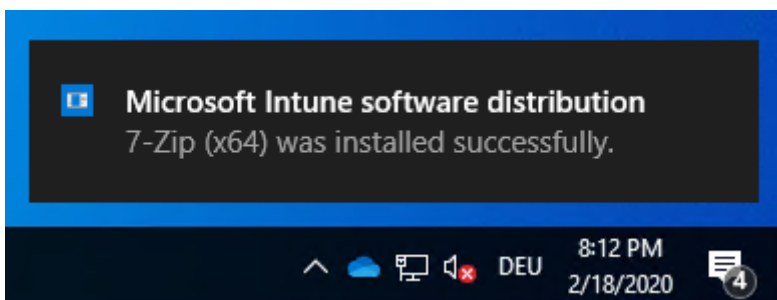 Microsoft Intune software distribution
7-Zip (x64) was installed successfully.
DEU
8:12 PM
2/18/2020
4